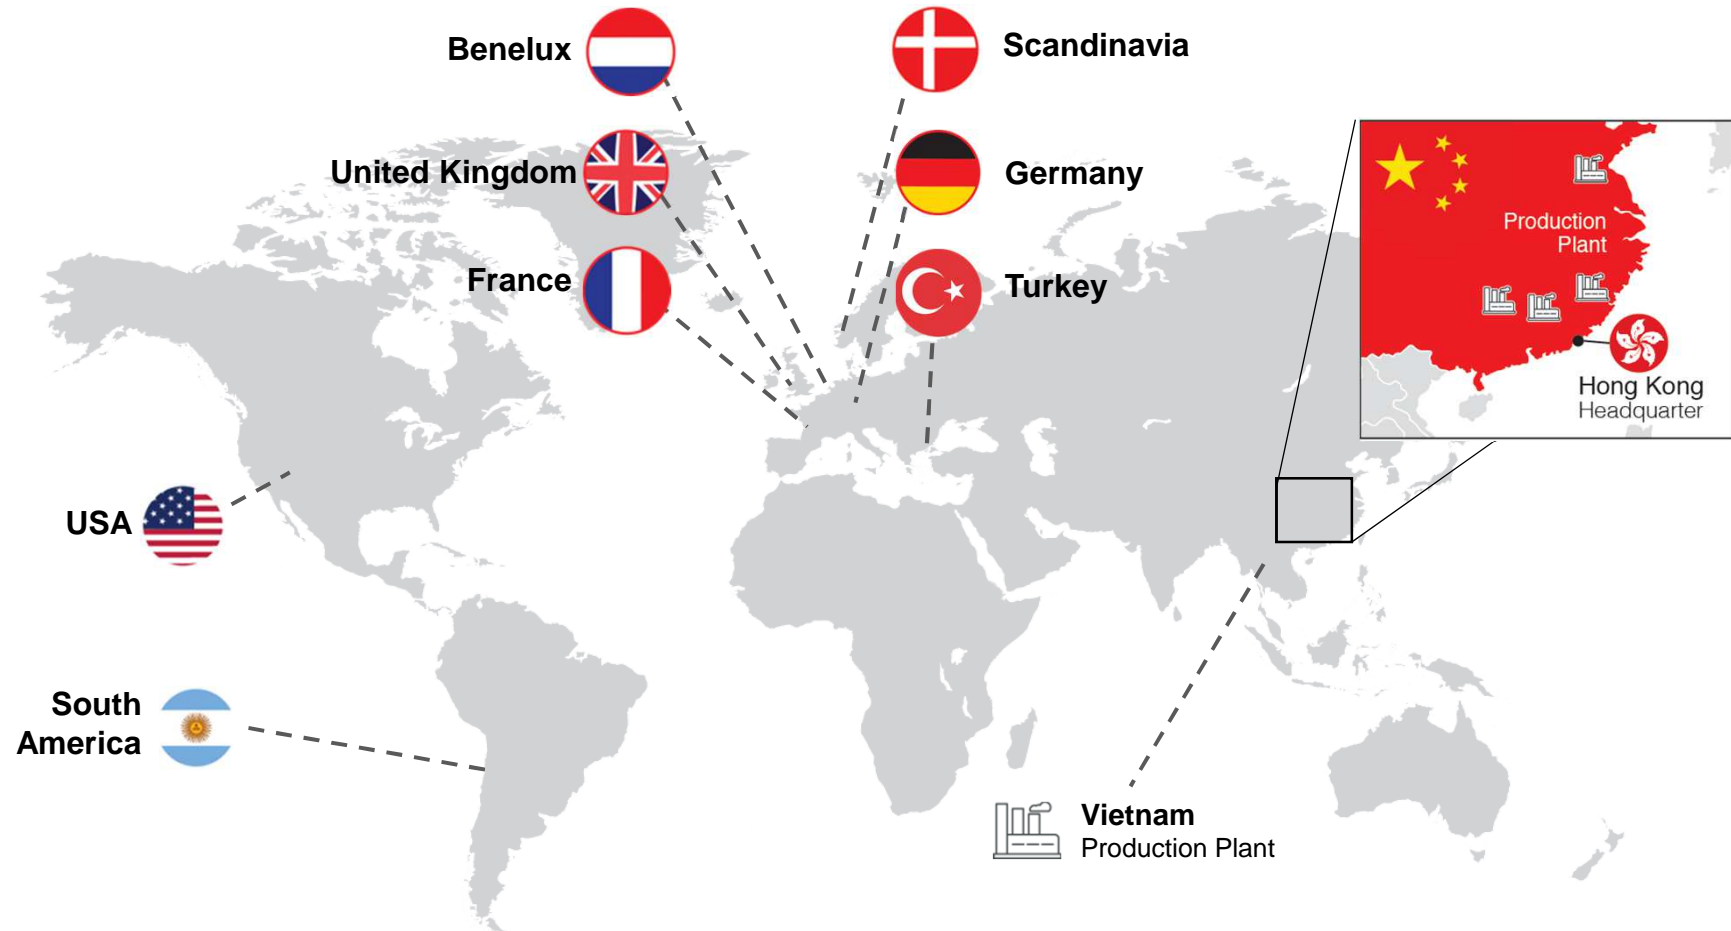 Benelux
Scandinavia
United Kingdom
Germany
France
Turkey
Production
Plant
Hong Kong
Headquarter
USA
South
America
Vietnam
Production Plant